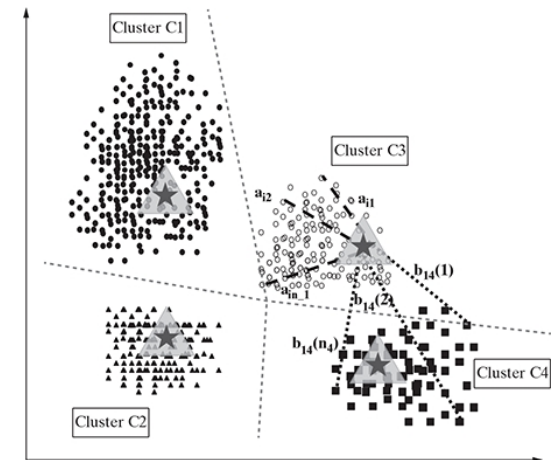 Cluster C1
Cluster C3
a_i2
a_i1
b_14(1)
a_in_1
b_14(2)
b_14(n_4)
Cluster C4
Cluster C2